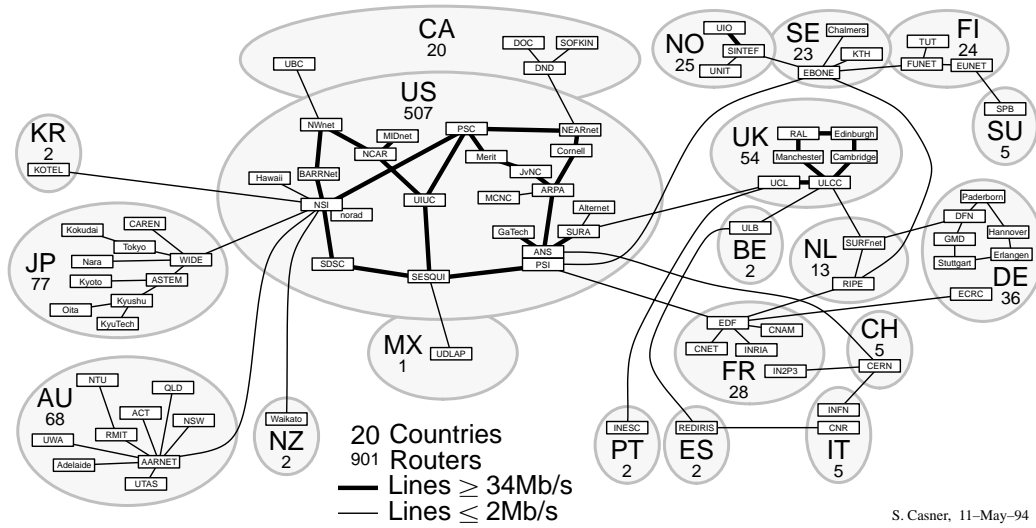 CA
20
DOC
SOFKIN
UBC
DND
NO
25
UIO
SINTEF
UNIT
SE
23
Chalmers
KTH
EBONE
FI
24
TUT
FUNET
EUNET
SPB
SU
5
US
507
NWnet
MIDnet
NCAR
PSC
NEARnet
Cornell
Merit
JvNC
BARRNet
Hawaii
NSI
norad
UIUC
MCNC
ARPA
Alternet
GaTech
SURA
ANS
PSI
SDSC
SESQUI
KR
2
KOTEL
UK
54
RAL
Edinburgh
Manchester
Cambridge
UCL
ULCC
ULB
BE
2
NL
13
SURFnet
RIPE
Paderborn
DFN
GMD
Hannover
Stuttgart
Erlangen
DE
36
ECRC
JP
77
CAREN
Kokudai
Tokyo
Nara
WIDE
Kyoto
ASTEM
Kyushu
Oita
KyuTech
MX
1
UDLAP
EDF
CNAM
CNET
INRIA
IN2P3
FR
28
CH
5
CERN
AU
68
NTU
QLD
ACT
NSW
RMIT
UWA
Adelaide
AARNET
UTAS
Waikato
NZ
2
INESC
PT
2
REDIRIS
ES
2
INFN
CNR
IT
5
20 Countries
901 Routers
Lines ≥ 34Mb/s
Lines ≤ 2Mb/s
S. Casner, 11–May–94